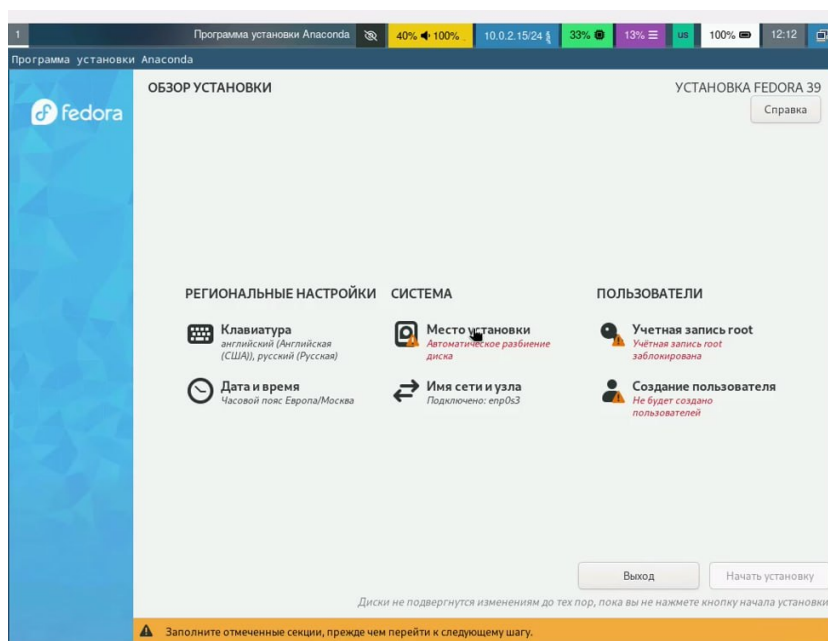 1 Программа установки Anaconda 40% 100% 10.0.2.15/24 33% 13% us 100% 12:12
Программа установки Anaconda
fedora
ОБЗОР УСТАНОВКИ
УСТАНОВКА FEDORA 39
Справка
РЕГИОНАЛЬНЫЕ НАСТРОЙКИ
Клавиатура
английский (Английская
(США)), русский (Русская)
Дата и время
Часовой пояс Европа/Москва
СИСТЕМА
Место установки
Автоматическое разбиение
диска
Имя сети и узла
Подключено: enp0s3
ПОЛЬЗОВАТЕЛИ
Учетная запись root
Учётная запись root
заблокирована
Создание пользователя
Не будет создано
пользователей
Выход
Начать установку
Диски не подвергнутся изменениям до тех пор, пока вы не нажмете кнопку начала установки
Заполните отмеченные секции, прежде чем перейти к следующему шагу.